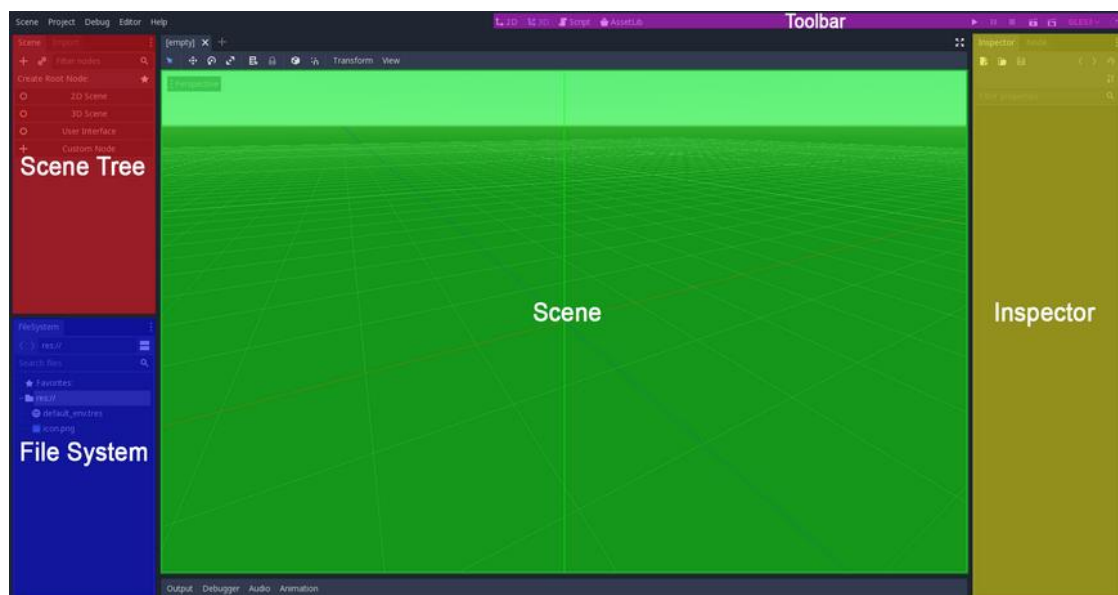 Scene Project Debug Editor Help
2D 3D Script AssetLib
Toolbar
GLES3
Scene Import
Filter nodes
Create Root Node:
2D Scene
3D Scene
User Interface
Custom Node
Scene Tree
FileSystem
res://
Search files
Favorites:
res://
default_env.tres
icon.png
File System
[empty]
Transform View
Perspective
Scene
Output Debugger Audio Animation
Inspector Node
Filter properties
Inspector